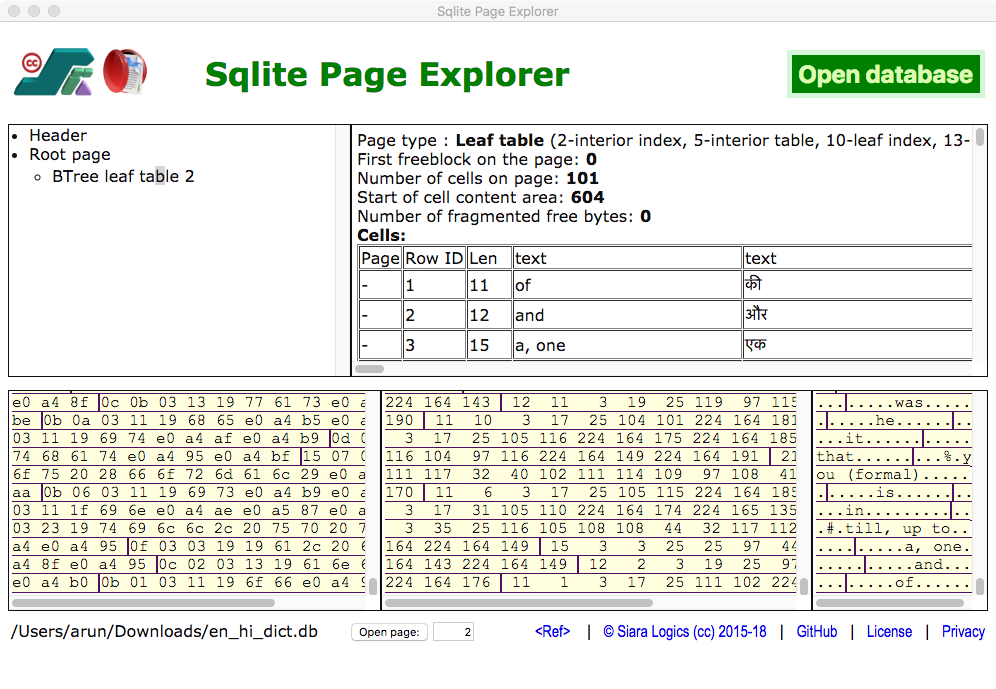 Sqlite Page Explorer
cc
Sqlite Page Explorer
Open database
Header
Root page
BTree leaf table 2
Page type : Leaf table (2-interior index, 5-interior table, 10-leaf index, 13-
First freeblock on the page: 0
Number of cells on page: 101
Start of cell content area: 604
Number of fragmented free bytes: 0
Cells:
Page Row ID Len text text
- 1 11 of की
- 2 12 and और
- 3 15 a, one एक
e0 a4 8f 0c 0b 03 13 19 77 61 73 e0
be 0b 0a 03 11 19 68 65 e0 a4 b5 e0
03 11 19 69 74 e0 a4 af e0 a4 b9 0d
74 68 61 74 e0 a4 95 e0 a4 bf 15 07
6f 75 20 28 66 6f 72 6d 61 6c 29 e0
aa 0b 06 03 11 19 69 73 e0 a4 b9 e0
03 11 1f 69 6e e0 a4 ae e0 a5 87 e0
03 23 19 74 69 6c 6c 2c 20 75 70 20
a4 e0 a4 95 0f 03 03 19 19 61 2c 20
a4 8f e0 a4 95 0c 02 03 13 19 61 6e
e0 a4 b0 0b 01 03 11 19 6f 66 e0 a4
224 164 143 12 11 3 19 25 119 97 115
190 11 10 3 17 25 104 101 224 164 181
3 17 25 105 116 224 164 175 224 164 185
116 104 97 116 224 164 149 224 164 191 21
111 117 32 40 102 111 114 109 97 108 41
170 11 6 3 17 25 105 115 224 164 185
3 17 31 105 110 224 164 174 224 165 135
3 35 25 116 105 108 108 44 32 117 112
164 224 164 149 15 3 3 25 25 97 44
164 143 224 164 149 12 2 3 19 25 97
224 164 176 11 1 3 17 25 111 102 224
...|.....was.....
.|.....he......|..
...it......|.....
that......|...%.y
ou (formal)......
.|.....is......|..
...in.........|..
.#.till, up to..
....|.....a, one.
.....|.....and...
...|.....of......
/Users/arun/Downloads/en_hi_dict.db Open page: 2 <Ref> | © Siara Logics (cc) 2015-18 | GitHub | License | Privacy